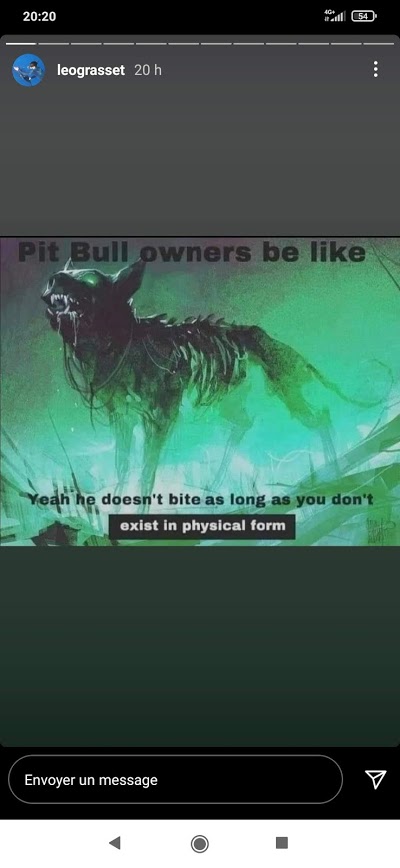 20:20
4G+
54
leograsset 20 h
Pit Bull owners be like
Yeah he doesn't bite as long as you don't
exist in physical form
Envoyer un message